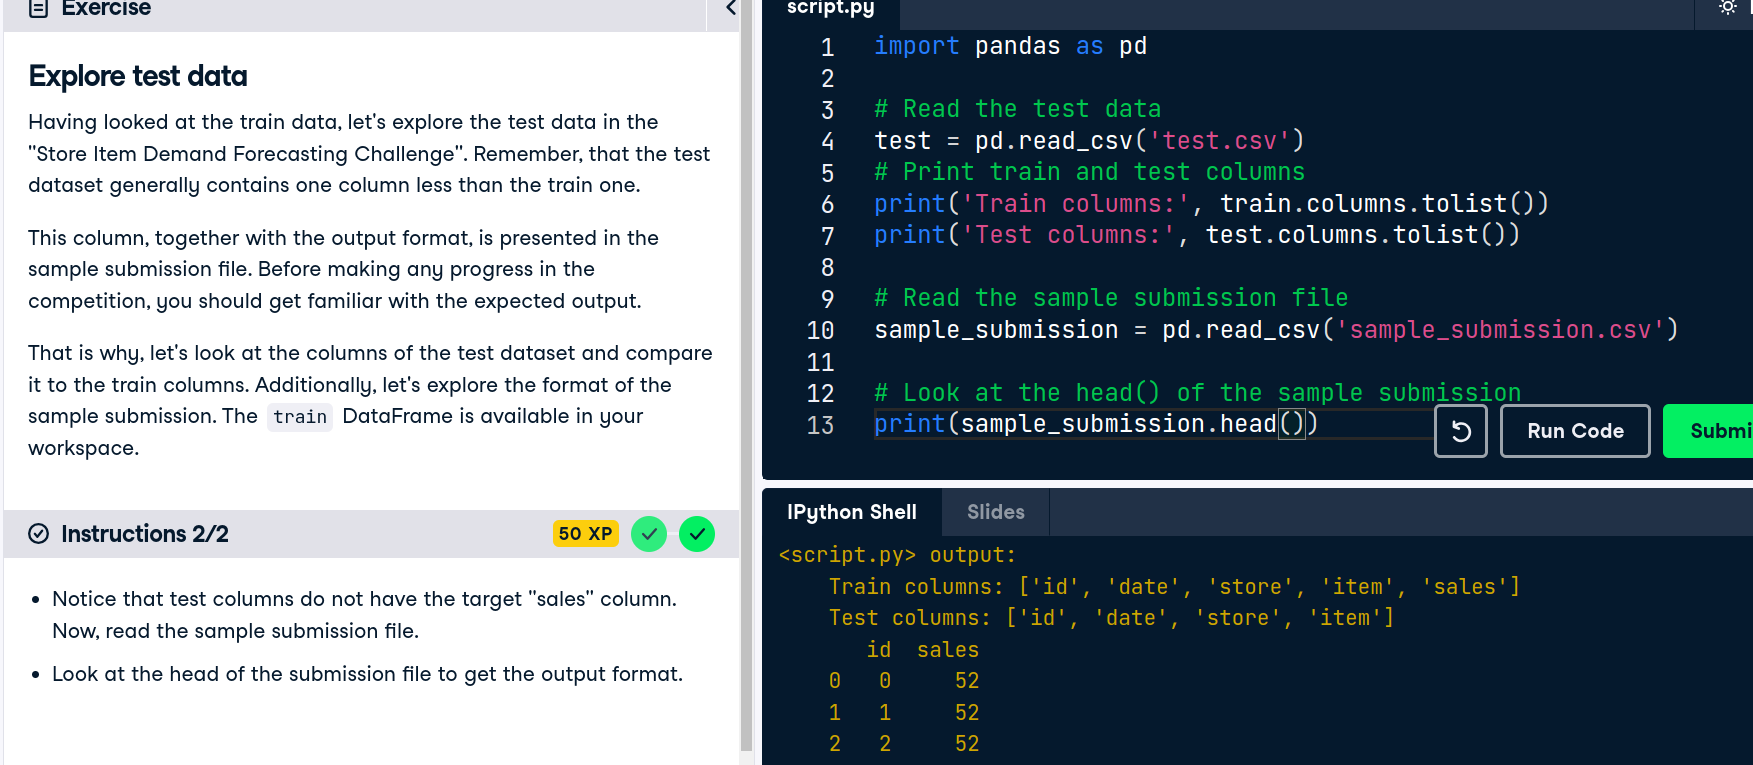 Exercise
Explore test data
Having looked at the train data, let's explore the test data in the
"Store Item Demand Forecasting Challenge". Remember, that the test
dataset generally contains one column less than the train one.
This column, together with the output format, is presented in the
sample submission file. Before making any progress in the
competition, you should get familiar with the expected output.
That is why, let's look at the columns of the test dataset and compare
it to the train columns. Additionally, let's explore the format of the
sample submission. The train DataFrame is available in your
workspace.
Instructions 2/2
50 XP
• Notice that test columns do not have the target "sales" column.
Now, read the sample submission file.
• Look at the head of the submission file to get the output format.
script.py
1 import pandas as pd
2
3 # Read the test data
4 test = pd.read_csv('test.csv')
5 # Print train and test columns
6 print('Train columns:', train.columns.tolist())
7 print('Test columns:', test.columns.tolist())
8
9 # Read the sample submission file
10 sample_submission = pd.read_csv('sample_submission.csv')
11
12 # Look at the head() of the sample submission
13 print(sample_submission.head())
Run Code
Submi
IPython Shell
Slides
<script.py> output:
Train columns: ['id', 'date', 'store', 'item', 'sales']
Test columns: ['id', 'date', 'store', 'item']
id sales
0 0 52
1 1 52
2 2 52